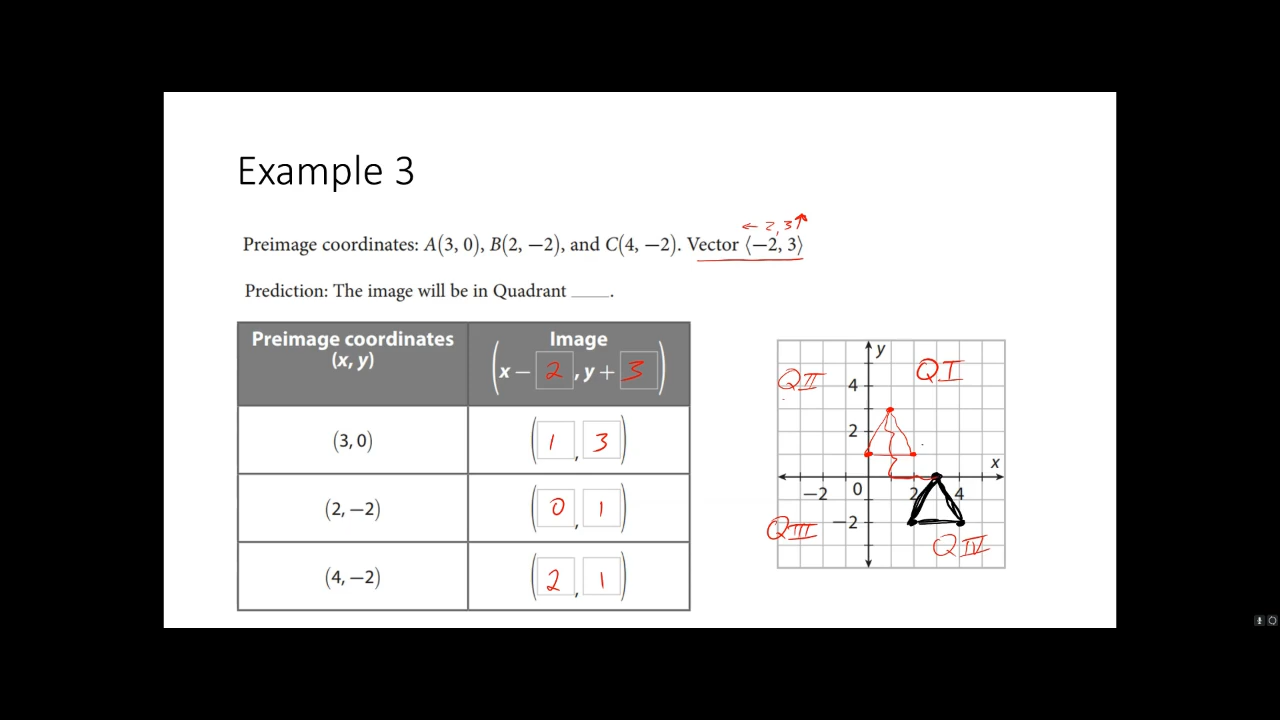 Example 3
← 2, 3↑
Preimage coordinates: A(3, 0), B(2, −2), and C(4, −2). Vector ⟨−2, 3⟩
Prediction: The image will be in Quadrant ____.
Preimage coordinates
(x, y)
Image
(x − 2, y + 3)
(3, 0)
(1, 3)
(2, −2)
(0, 1)
(4, −2)
(2, 1)
y
QII
QI
4
2
x
−2
0
2
4
−2
QIII
QIV